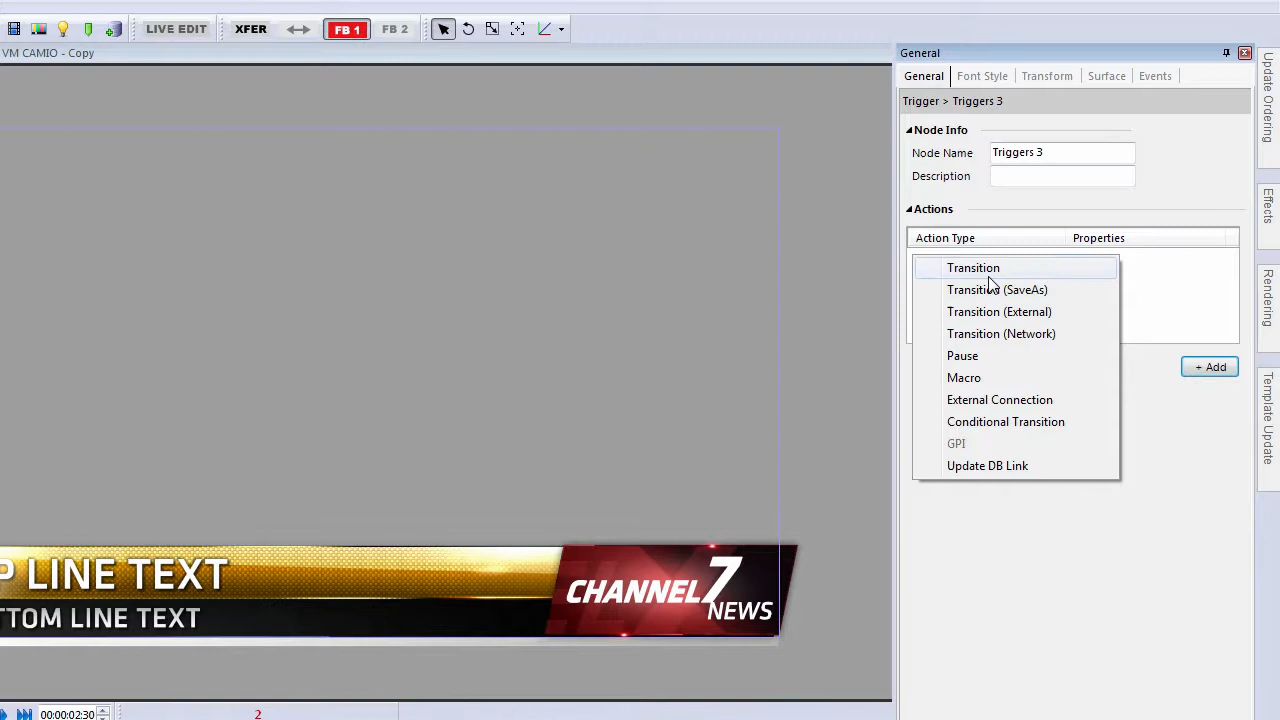 LIVE EDIT XFER FB 1 FB 2
VM CAMIO - Copy
General
General Font Style Transform Surface Events
Trigger > Triggers 3
Node Info
Node Name Triggers 3
Description
Actions
Action Type Properties
Transition
Transition (SaveAs)
Transition (External)
Transition (Network)
Pause
Macro
External Connection
Conditional Transition
GPI
Update DB Link
+ Add
Update Ordering
Effects
Rendering
Template Update
P LINE TEXT
TTOM LINE TEXT
CHANNEL 7
NEWS
00:00:02:30
2